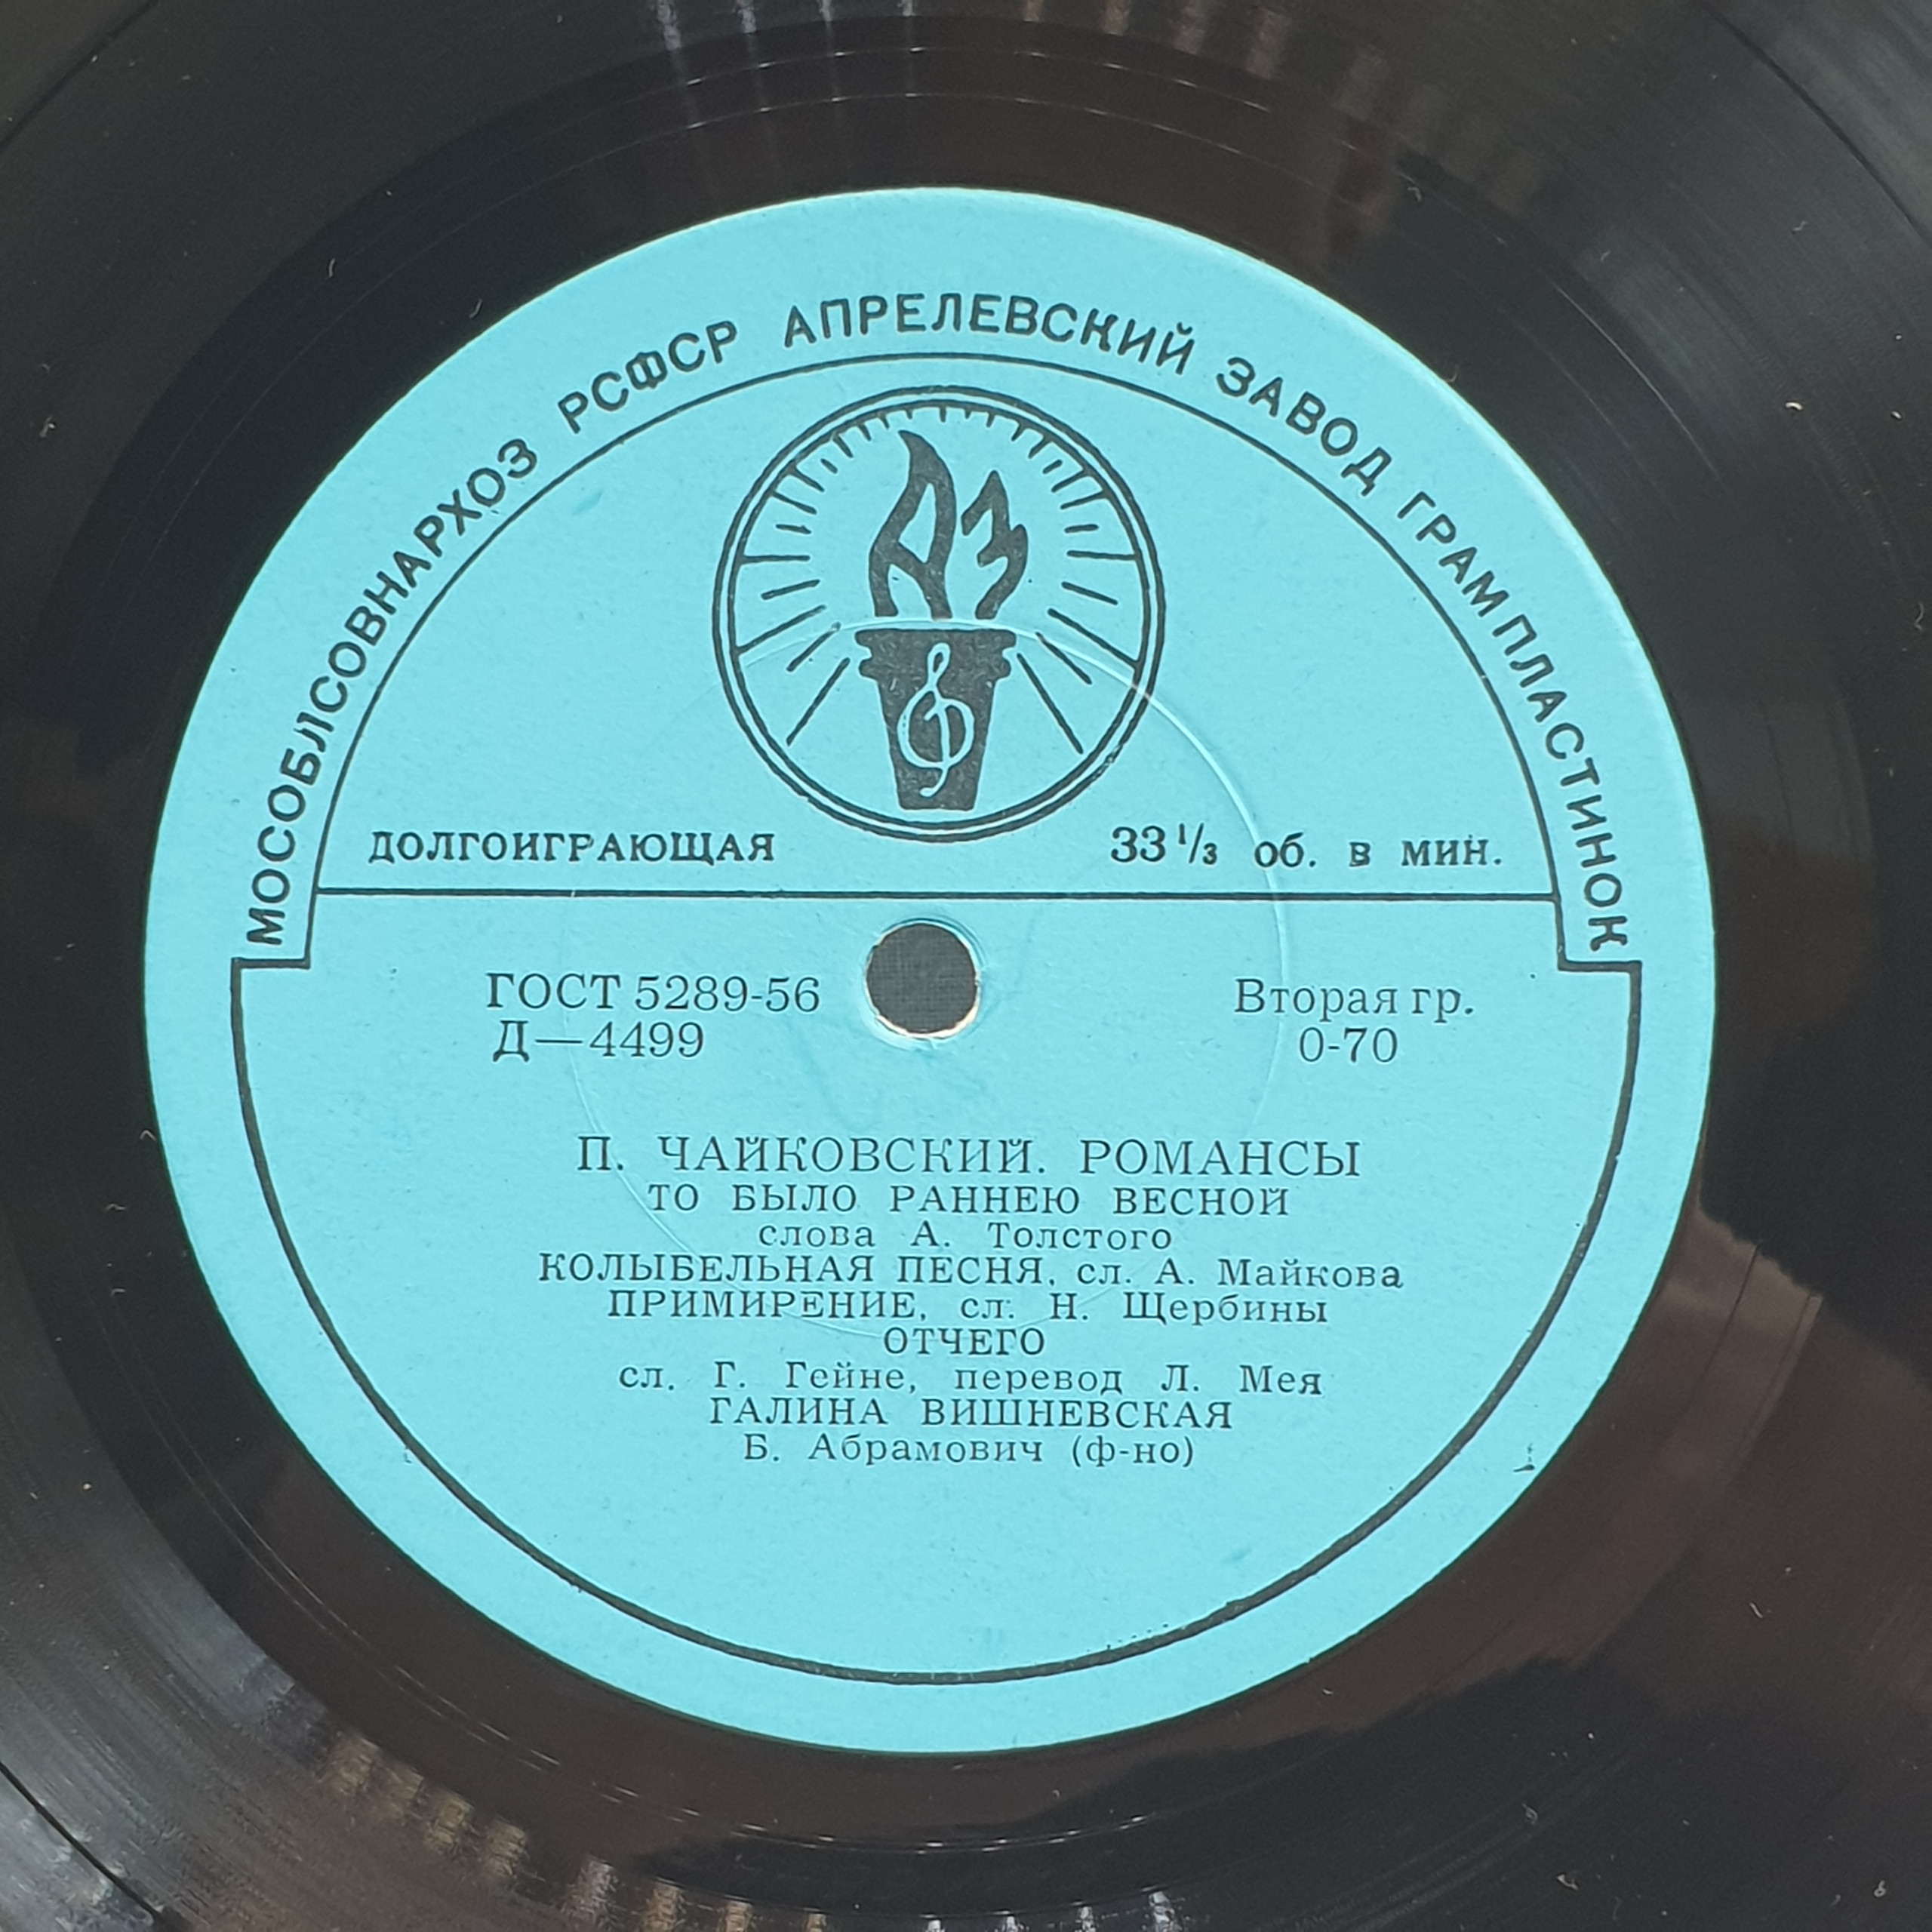 МОСОБЛСОВНАРХОЗ РСФСР АПРЕЛЕВСКИЙ ЗАВОД ГРАМПЛАСТИНОК
АЗ
ДОЛГОИГРАЮЩАЯ 33 1/3 об. в мин.
ГОСТ 5289-56 Вторая гр.
Д—4499 0-70
П. ЧАЙКОВСКИЙ. РОМАНСЫ
ТО БЫЛО РАННЕЮ ВЕСНОЙ
слова А. Толстого
КОЛЫБЕЛЬНАЯ ПЕСНЯ, сл. А. Майкова
ПРИМИРЕНИЕ, сл. Н. Щербины
ОТЧЕГО
сл. Г. Гейне, перевод Л. Мея
ГАЛИНА ВИШНЕВСКАЯ
Б. Абрамович (ф-но)